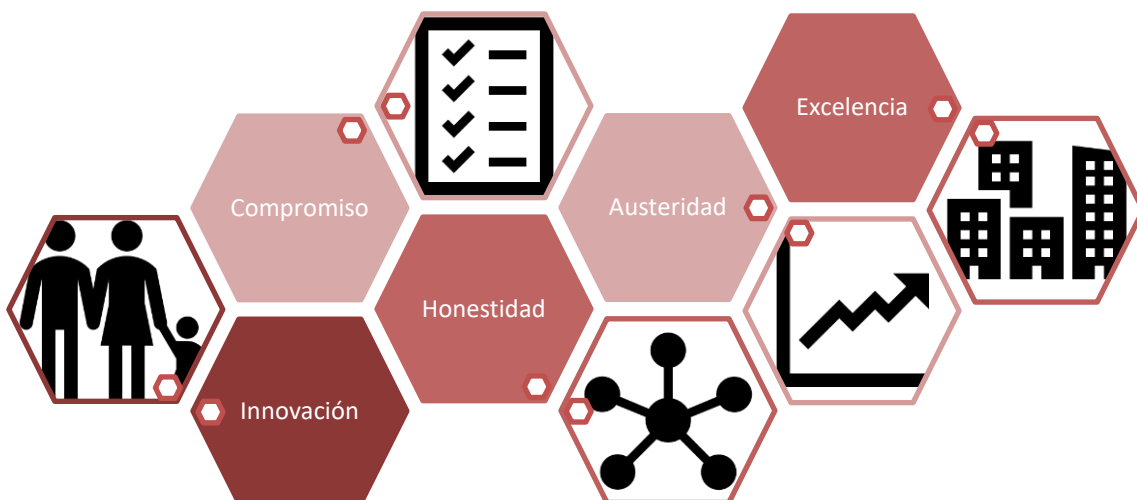 Excelencia
Compromiso
Austeridad
Honestidad
Innovación